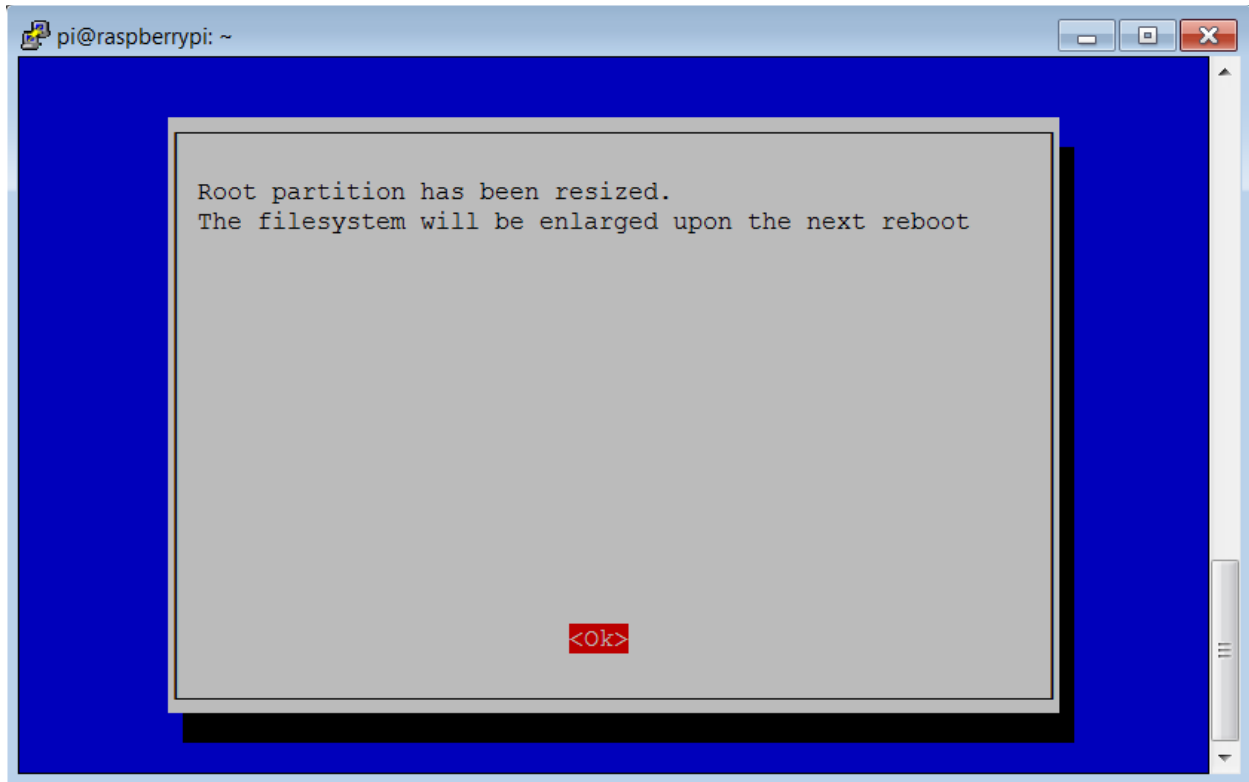 pi@raspberrypi: ~
Root partition has been resized.
The filesystem will be enlarged upon the next reboot
<Ok>